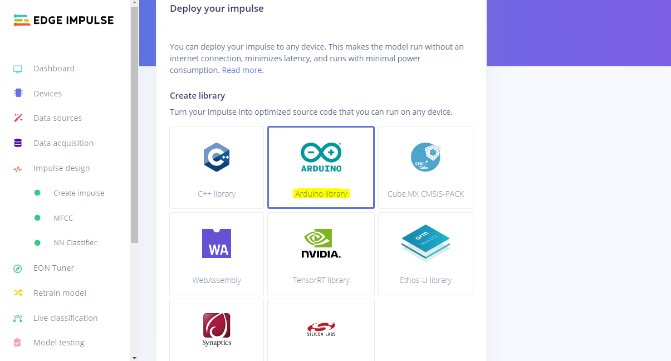 EDGE IMPULSE
Dashboard
Devices
Data sources
Data acquisition
Impulse design
Create impulse
MFCC
NN Classifier
EON Tuner
Retrain model
Live classification
Model testing
Deploy your impulse
You can deploy your impulse to any device. This makes the model run without an
internet connection, minimizes latency, and runs with minimal power
consumption. Read more.
Create library
Turn your impulse into optimized source code that you can run on any device.
C++ library
ARDUINO
Arduino library
Cube.MX CMSIS-PACK
WA
WebAssembly
NVIDIA.
TensorRT library
arm
Ethos-U library
Synaptics
SILICON LABS